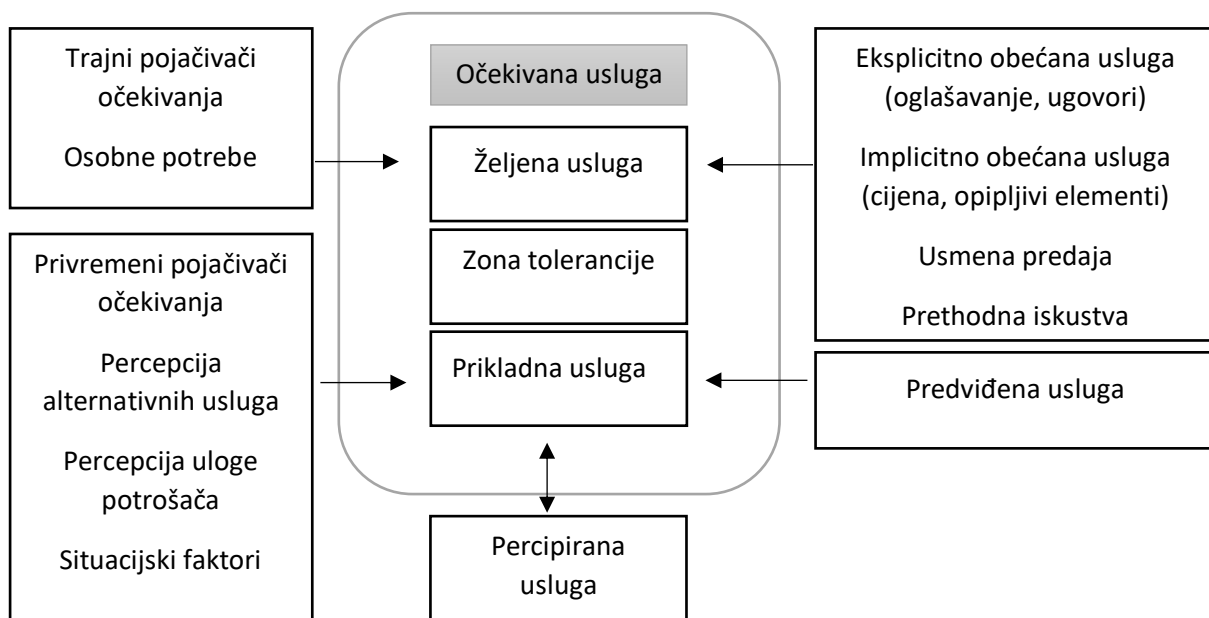 Trajni pojačivači
očekivanja
Osobne potrebe
Privremeni pojačivači
očekivanja
Percepcija
alternativnih usluga
Percepcija uloge
potrošača
Situacijski faktori
Očekivana usluga
Željena usluga
Zona tolerancije
Prikladna usluga
Percipirana
usluga
Eksplicitno obećana usluga
(oglašavanje, ugovori)
Implicitno obećana usluga
(cijena, opipljivi elementi)
Usmena predaja
Prethodna iskustva
Predviđena usluga